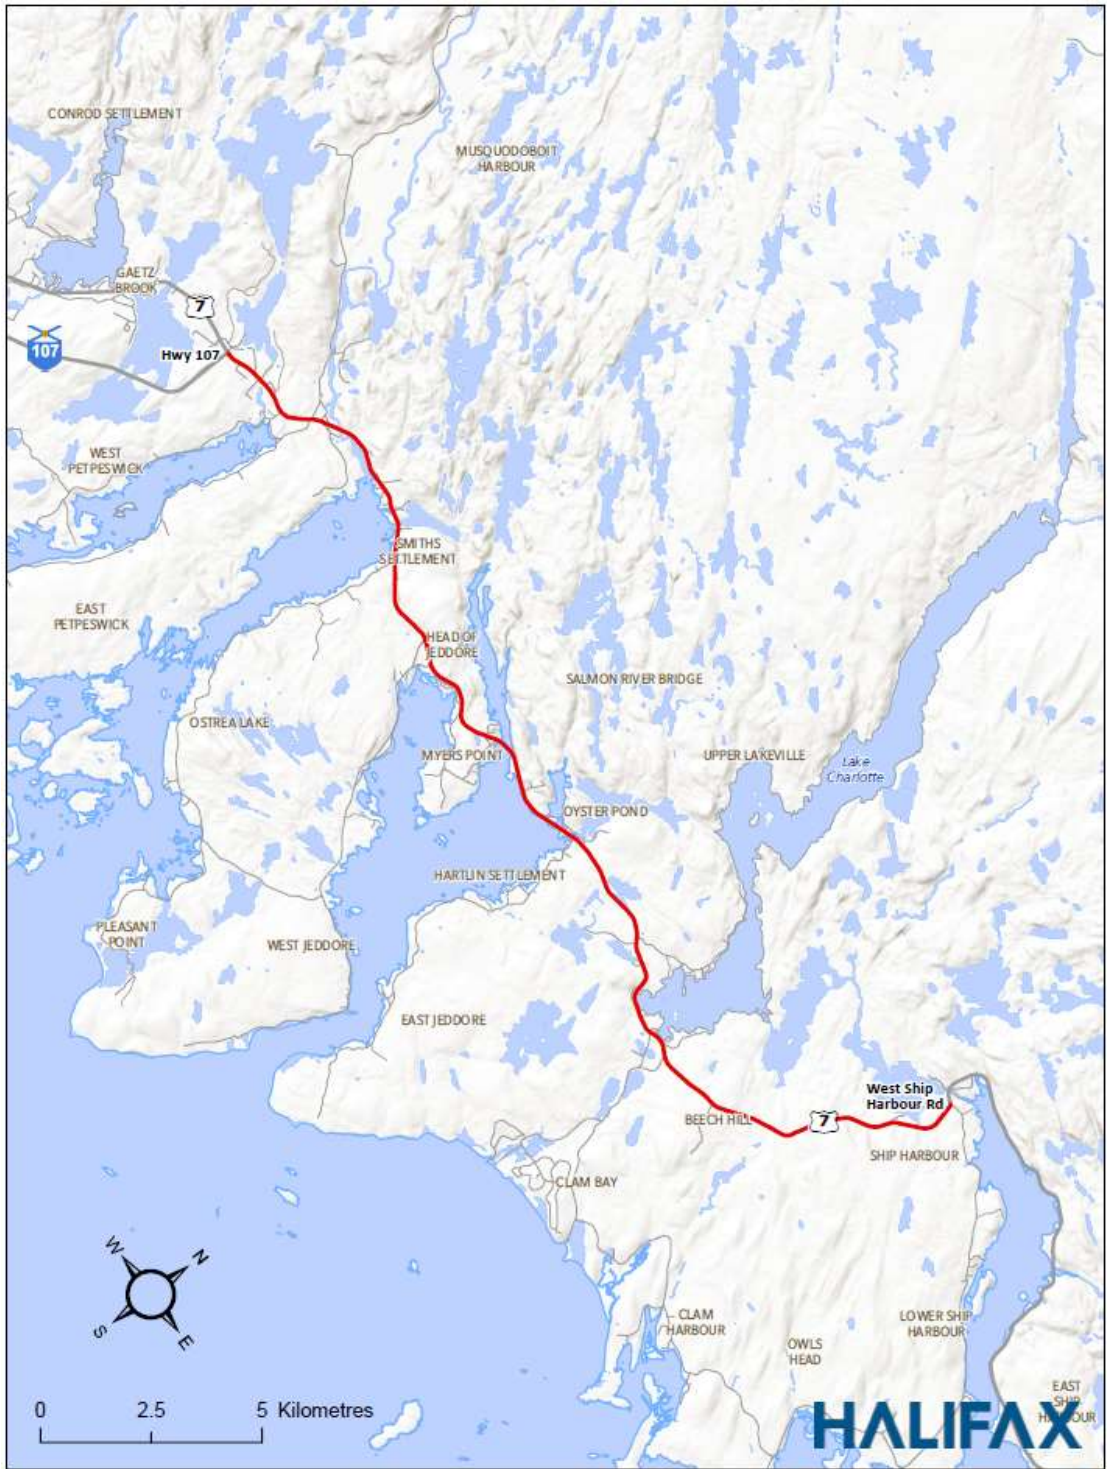 CONROD SETTLEMENT
MUSQUODOBOIT
HARBOUR
GAETZ
BROOK
7
107
Hwy 107
WEST
PETPESWICK
SMITHS
SETTLEMENT
EAST
PETPESWICK
HEAD OF
JEDDORE
SALMON RIVER BRIDGE
OSTREA LAKE
MYERS POINT
UPPER LAKEVILLE
Lake
Charlotte
OYSTER POND
HARTLIN SETTLEMENT
PLEASANT
POINT
WEST JEDDORE
EAST JEDDORE
West Ship
Harbour Rd
BEECH HILL
7
SHIP HARBOUR
CLAM BAY
W
N
S
E
CLAM
HARBOUR
LOWER SHIP
HARBOUR
OWLS
HEAD
EAST
SHIP
HARBOUR
0 2.5 5 Kilometres
HALIFAX